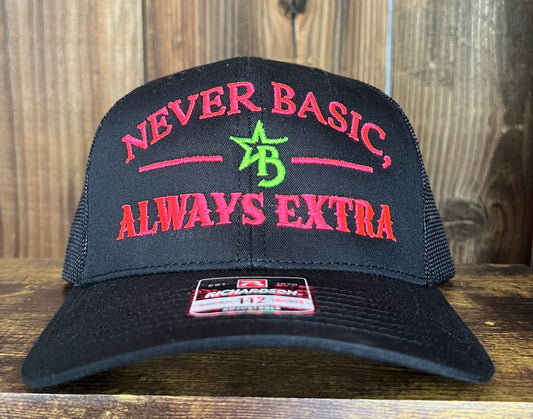 NEVER BASIC,
B
ALWAYS EXTRA
RICHARDSON
112